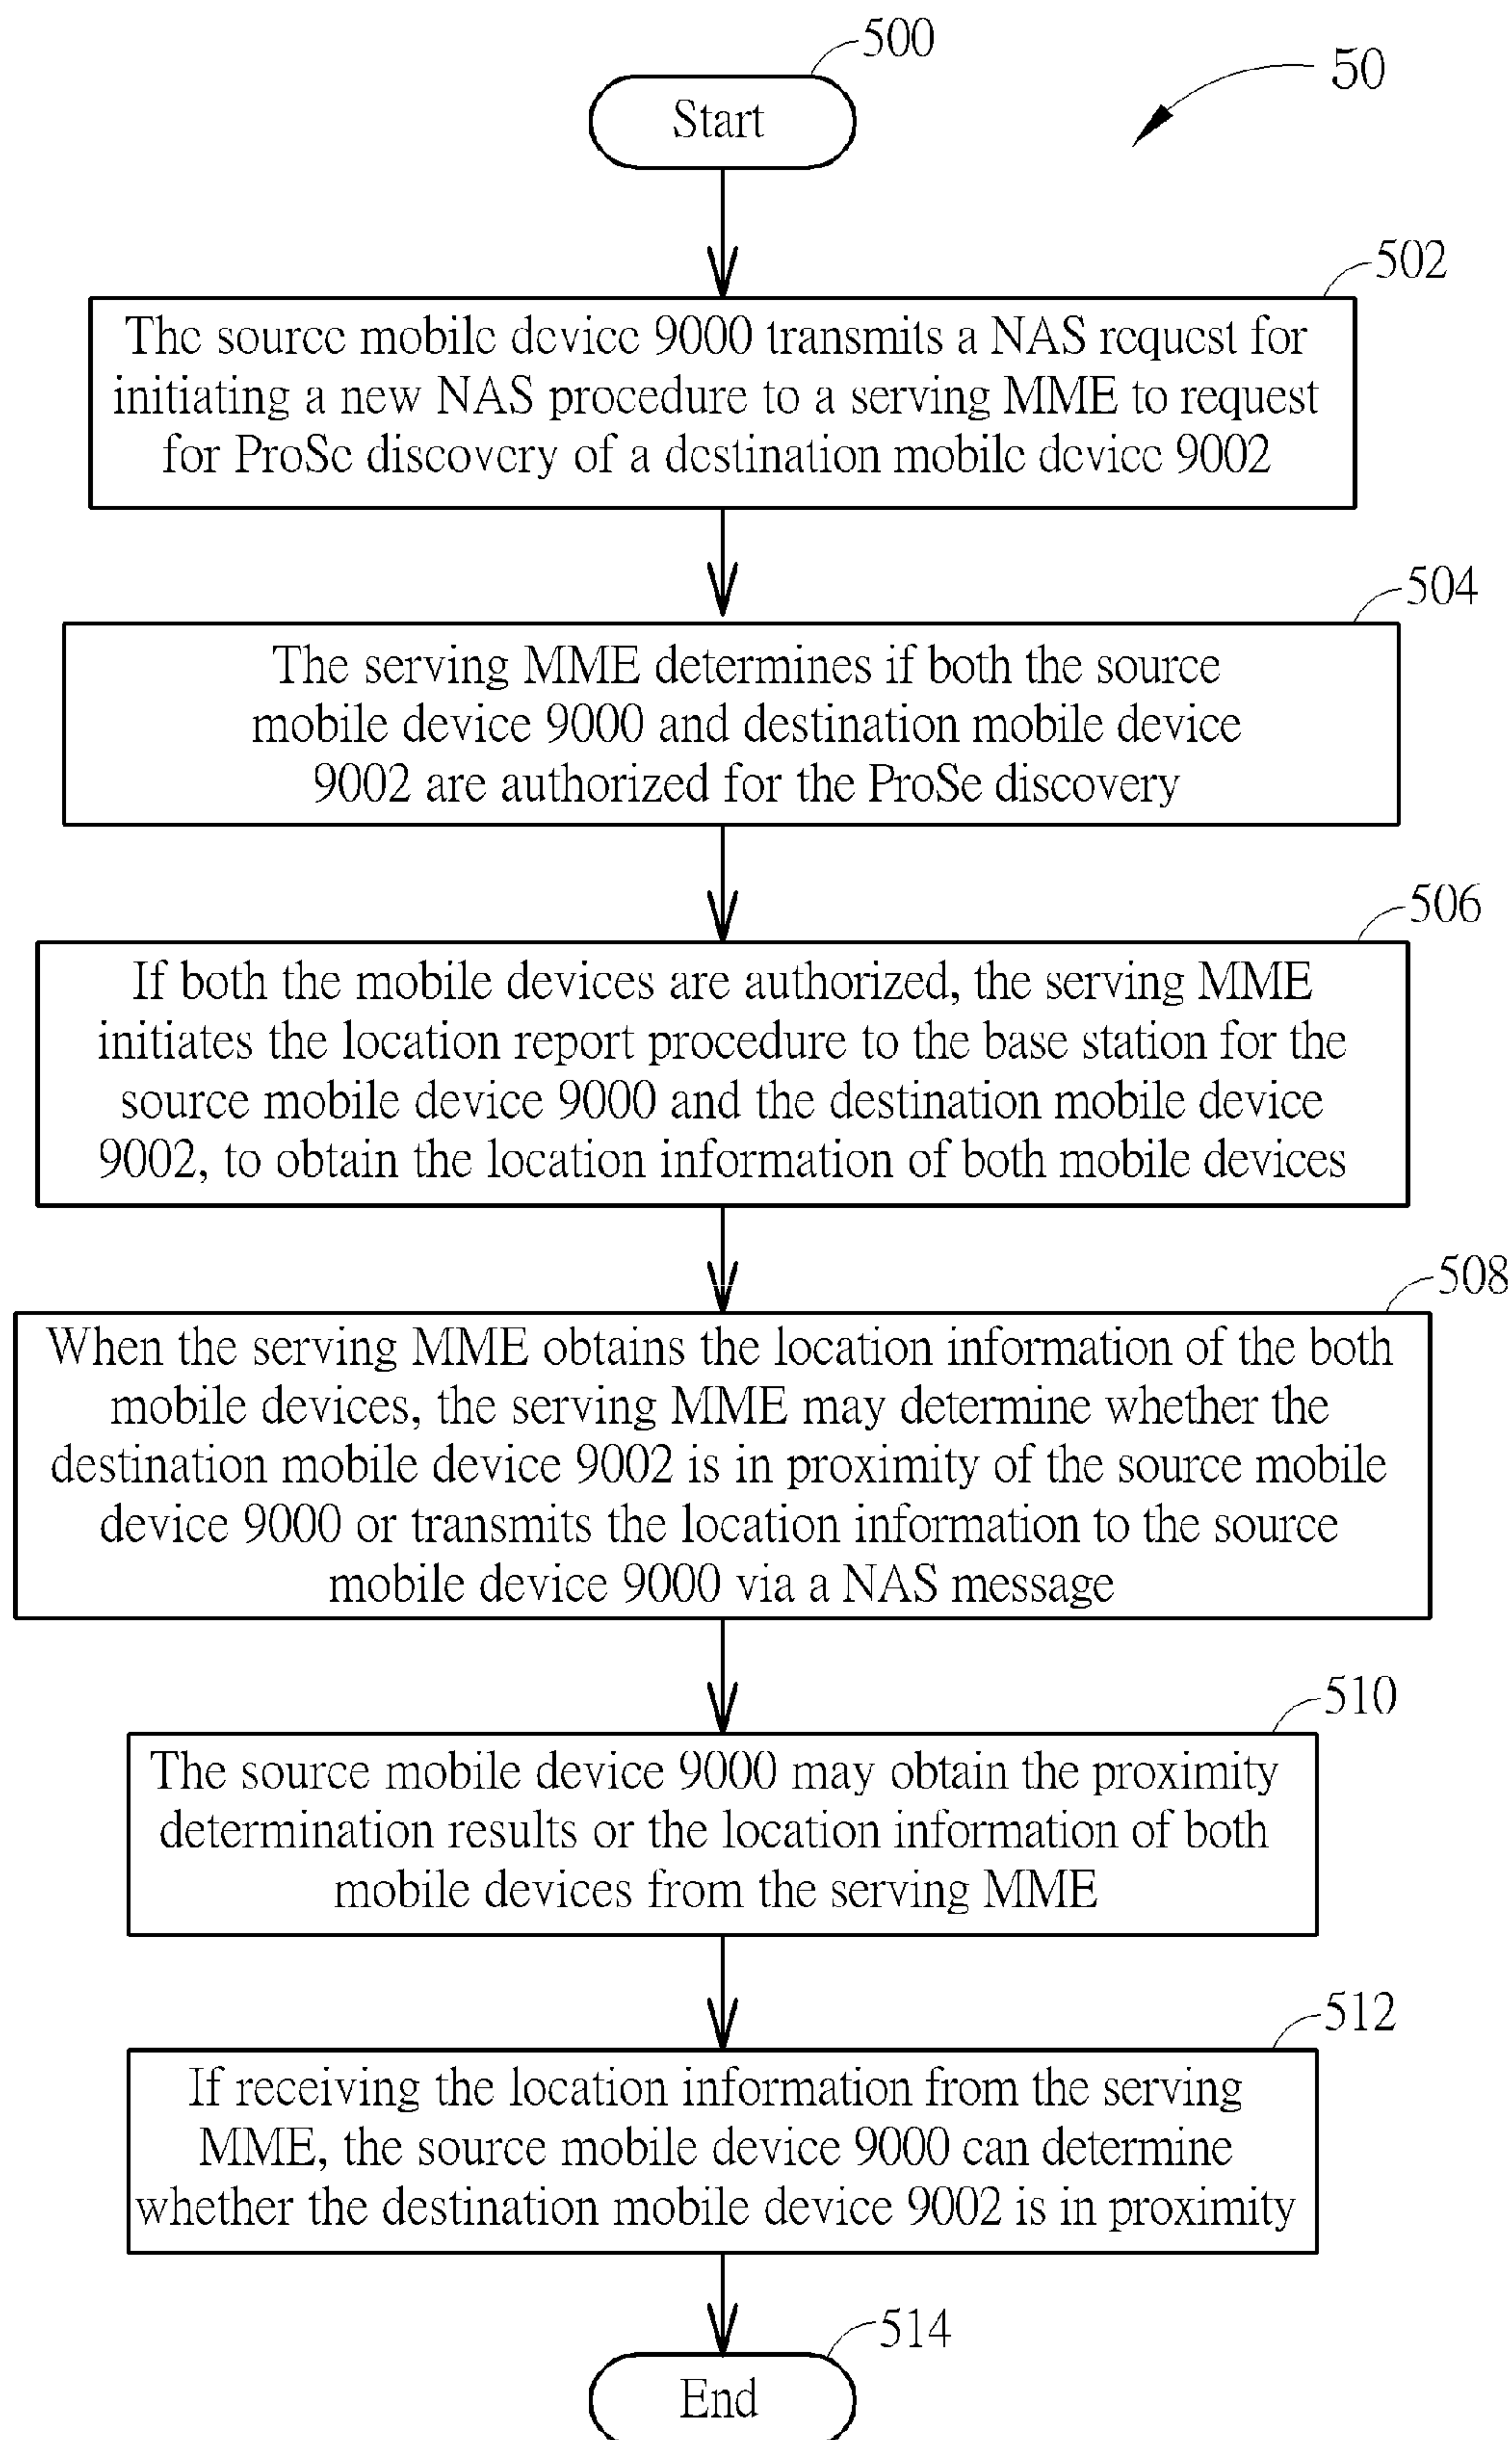 500
50
Start
502
The source mobile device 9000 transmits a NAS request for
initiating a new NAS procedure to a serving MME to request
for ProSe discovery of a destination mobile device 9002
504
The serving MME determines if both the source
mobile device 9000 and destination mobile device
9002 are authorized for the ProSe discovery
506
If both the mobile devices are authorized, the serving MME
initiates the location report procedure to the base station for the
source mobile device 9000 and the destination mobile device
9002, to obtain the location information of both mobile devices
508
When the serving MME obtains the location information of the both
mobile devices, the serving MME may determine whether the
destination mobile device 9002 is in proximity of the source mobile
device 9000 or transmits the location information to the source
mobile device 9000 via a NAS message
510
The source mobile device 9000 may obtain the proximity
determination results or the location information of both
mobile devices from the serving MME
512
If receiving the location information from the serving
MME, the source mobile device 9000 can determine
whether the destination mobile device 9002 is in proximity
514
End